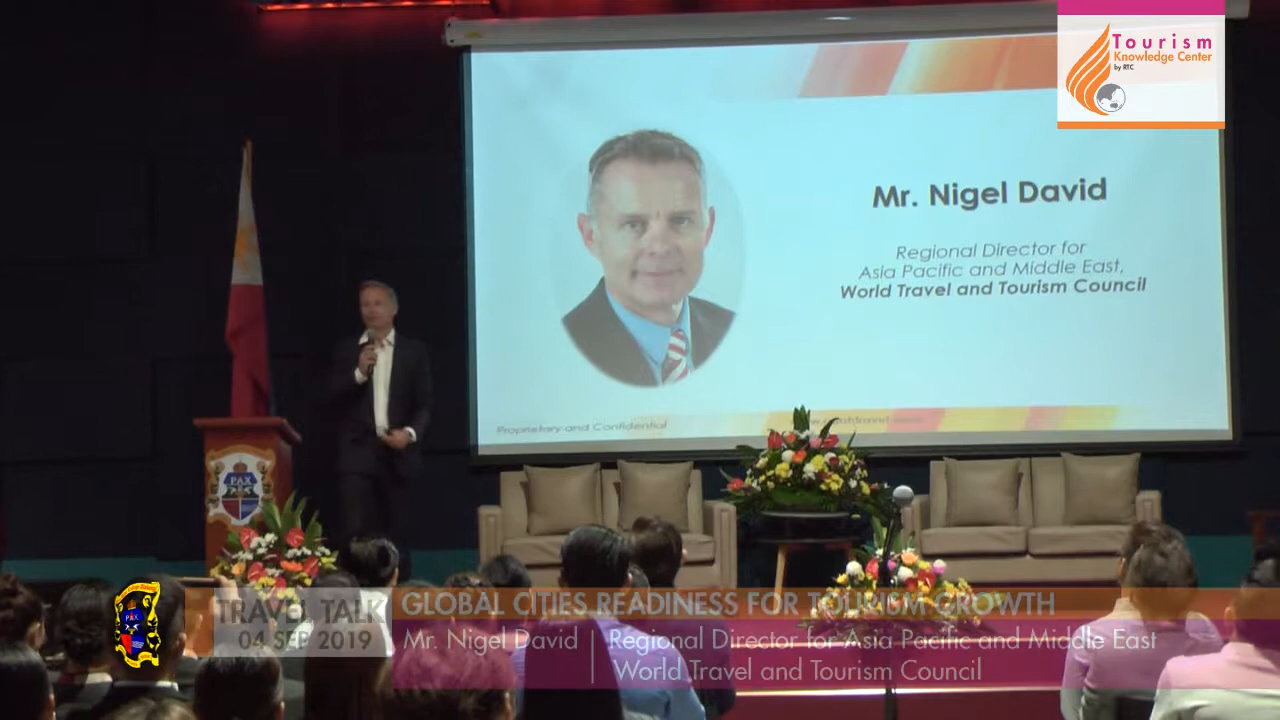 Tourism
Knowledge Center
by RTC
Mr. Nigel David
Regional Director for
Asia Pacific and Middle East,
World Travel and Tourism Council
Proprietary and Confidential
PAX
PAX
TRAVEL TALK
04 SEP 2019
GLOBAL CITIES READINESS FOR TOURISM GROWTH
Mr. Nigel David
Regional Director for Asia Pacific and Middle East
World Travel and Tourism Council